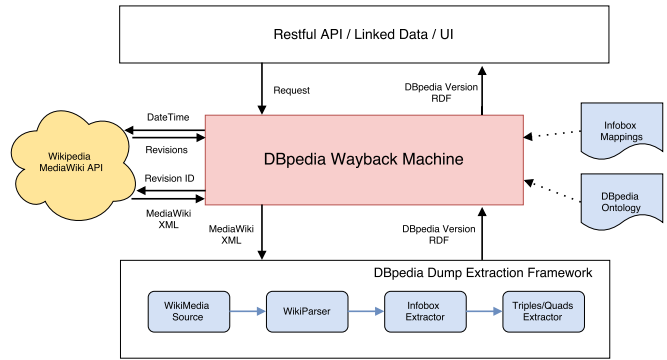 Restful API / Linked Data / UI
Request
DBpedia Version
RDF
DateTime
Revisions
Wikipedia
MediaWiki API
Revision ID
MediaWiki
XML
DBpedia Wayback Machine
Infobox
Mappings
DBpedia
Ontology
MediaWiki
XML
DBpedia Version
RDF
DBpedia Dump Extraction Framework
WikiMedia
Source
WikiParser
Infobox
Extractor
Triples/Quads
Extractor